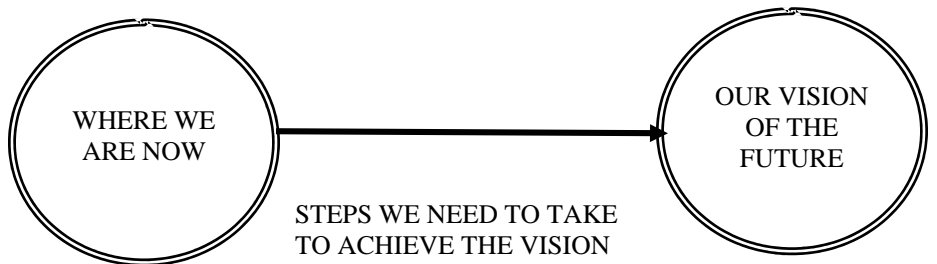 WHERE WE
ARE NOW
STEPS WE NEED TO TAKE
TO ACHIEVE THE VISION
OUR VISION
OF THE
FUTURE